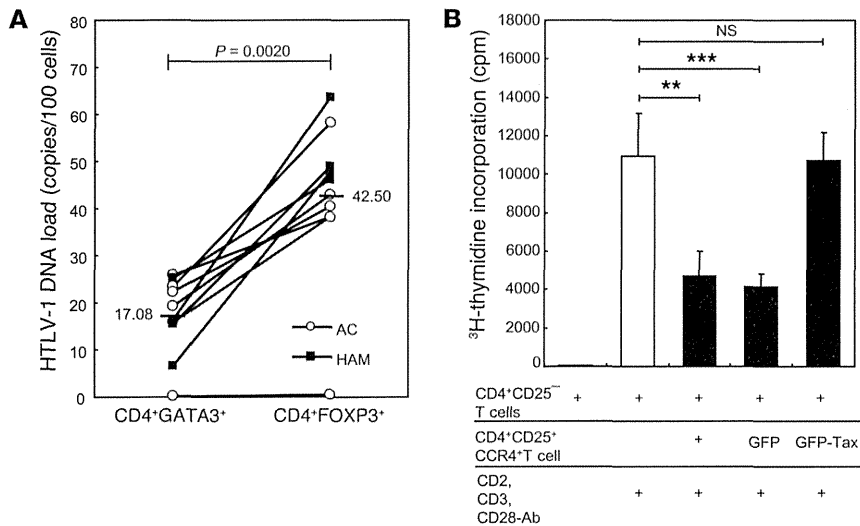 A
HTLV-1 DNA load (copies/100 cells)
80
70
60
50
40
30
20
10
0
P = 0.0020
17.08
42.50
AC
HAM
CD4⁺GATA3⁺
CD4⁺FOXP3⁺
B
³H-thymidine incorporation (cpm)
18000
16000
14000
12000
10000
8000
6000
4000
2000
0
NS
***
**
CD4⁺CD25⁻ + + + + +
T cells
CD4⁺CD25⁺ + GFP GFP-Tax
CCR4⁺T cell
CD2,
CD3, + + + +
CD28-Ab